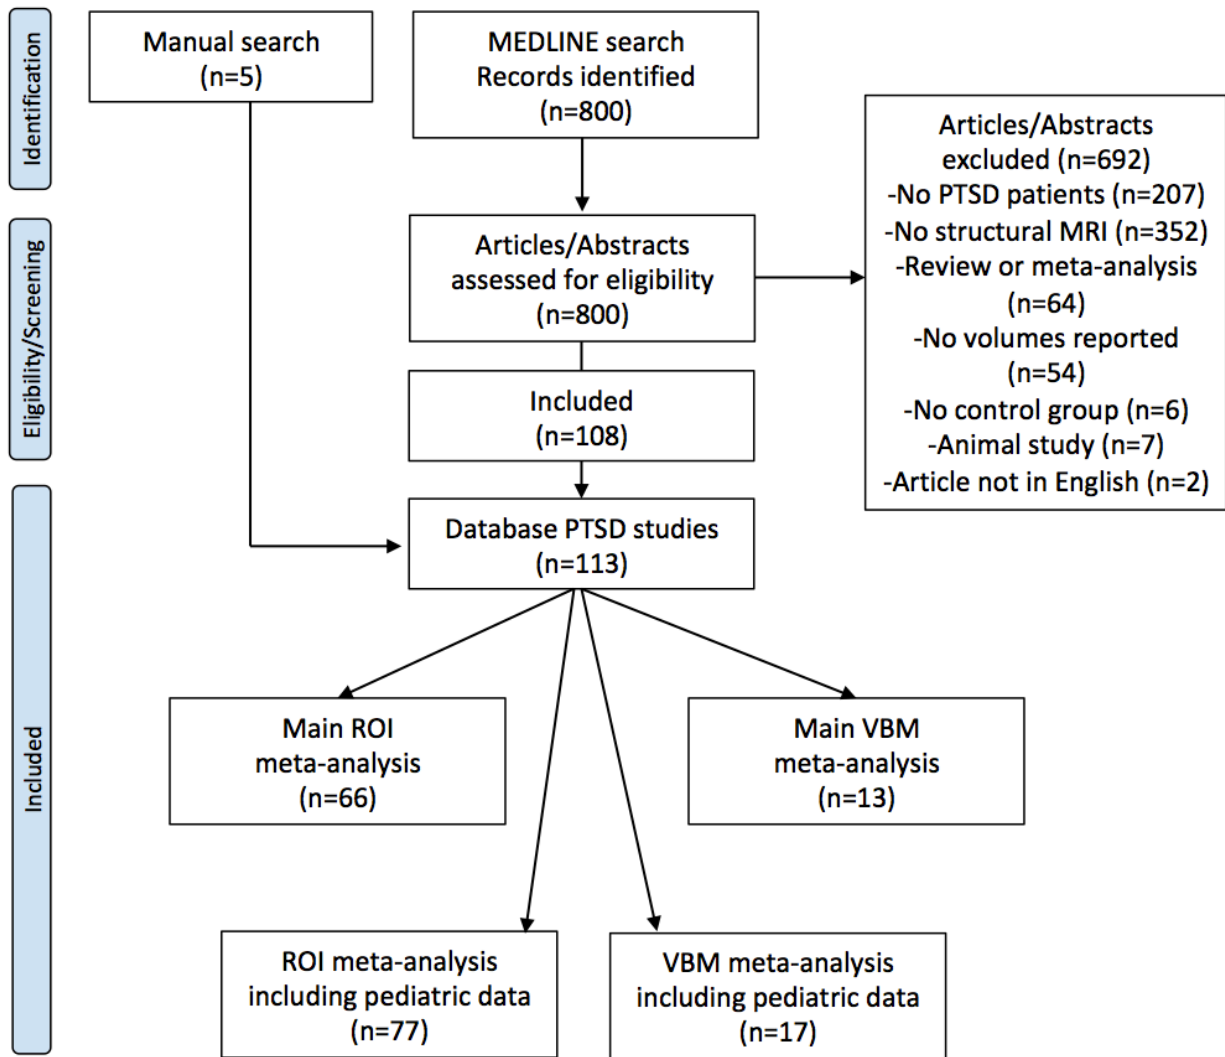 Identification
Manual search
(n=5)
MEDLINE search
Records identified
(n=800)
Articles/Abstracts
excluded (n=692)
-No PTSD patients (n=207)
-No structural MRI (n=352)
-Review or meta-analysis
(n=64)
-No volumes reported
(n=54)
-No control group (n=6)
-Animal study (n=7)
-Article not in English (n=2)
Eligibility/Screening
Articles/Abstracts
assessed for eligibility
(n=800)
Included
(n=108)
Included
Database PTSD studies
(n=113)
Main ROI
meta-analysis
(n=66)
Main VBM
meta-analysis
(n=13)
ROI meta-analysis
including pediatric data
(n=77)
VBM meta-analysis
including pediatric data
(n=17)